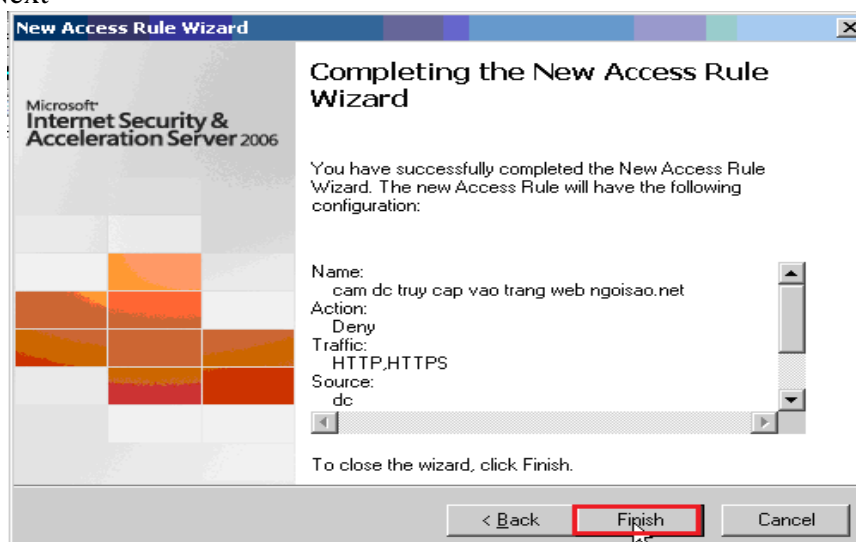 New Access Rule Wizard
Microsoft
Internet Security &
Acceleration Server 2006
Completing the New Access Rule
Wizard
You have successfully completed the New Access Rule
Wizard. The new Access Rule will have the following
configuration:
Name:
cam dc truy cap vao trang web ngoisao.net
Action:
Deny
Traffic:
HTTP,HTTPS
Source:
dc
To close the wizard, click Finish.
< Back
Finish
Cancel